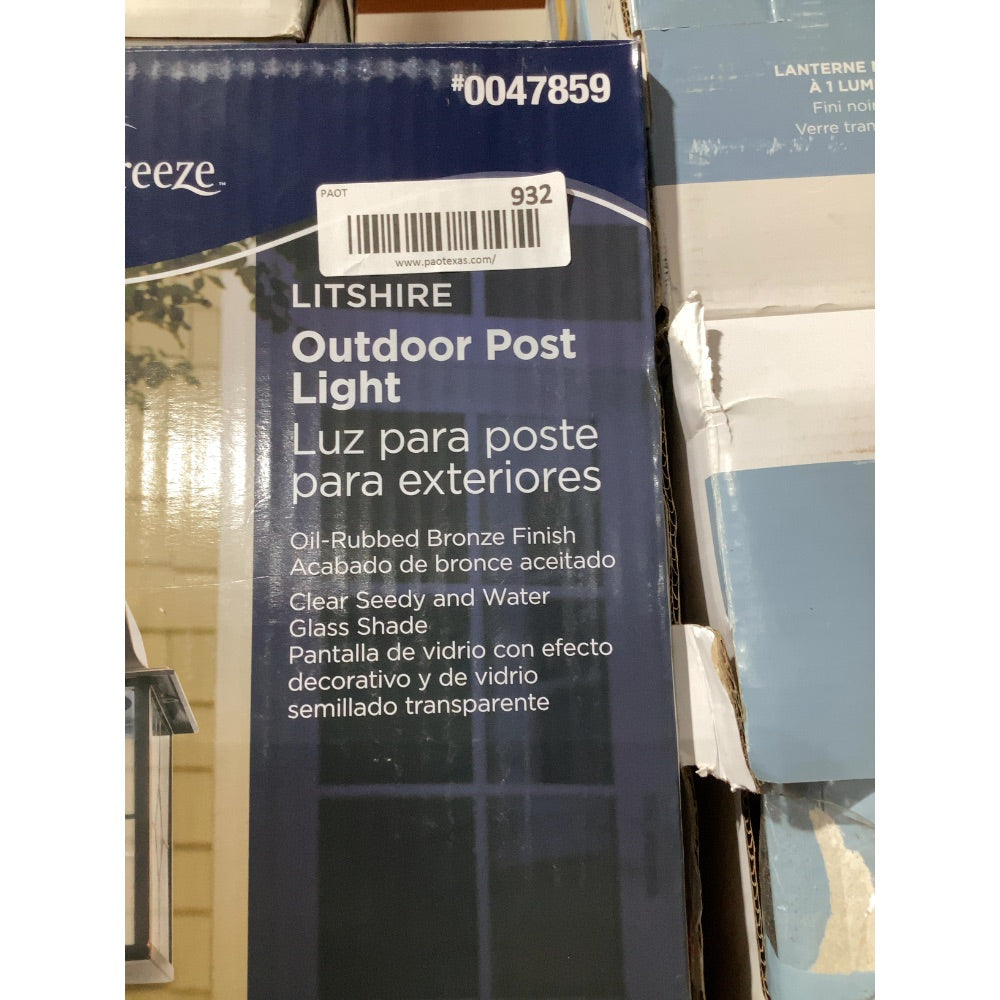 #0047859
reeze™
PAOT
932
www.paotexas.com/
LITSHIRE
Outdoor Post
Light
Luz para poste
para exteriores
Oil-Rubbed Bronze Finish
Acabado de bronce aceitado
Clear Seedy and Water
Glass Shade
Pantalla de vidrio con efecto
decorativo y de vidrio
semillado transparente
LANTERNE
À 1 LUM
Fini noi
Verre tran